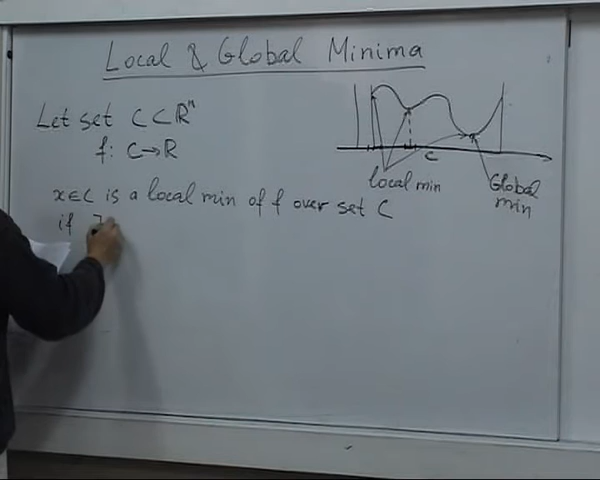 Local & Global Minima
Let set C ⊂ Rⁿ
f: C→R
x∈C is a local min of f over set C
if ∃
C
local min
Global
min